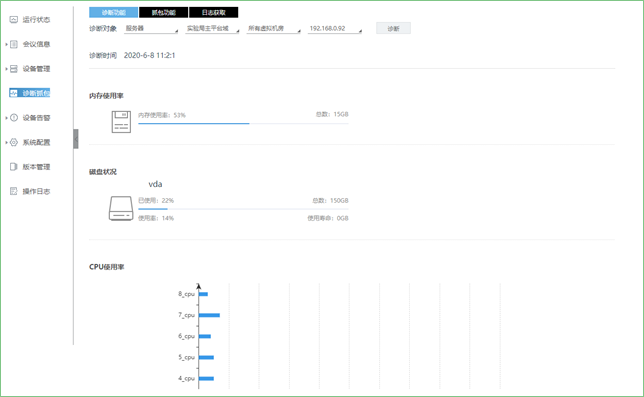 运行状态
会议信息
设备管理
诊断抓包
设备告警
系统配置
版本管理
操作日志
诊断功能 抓包功能 日志获取
诊断对象 服务器 实验局主平台域 所有虚拟机房 192.168.0.92 诊断
诊断时间 2020-6-8 11:2:1
内存使用率
内存使用率：53% 总数：15GB
磁盘状况
vda
已使用：22% 总数：150GB
使用率：14% 使用寿命：0GB
CPU使用率
8_cpu
7_cpu
6_cpu
5_cpu
4_cpu